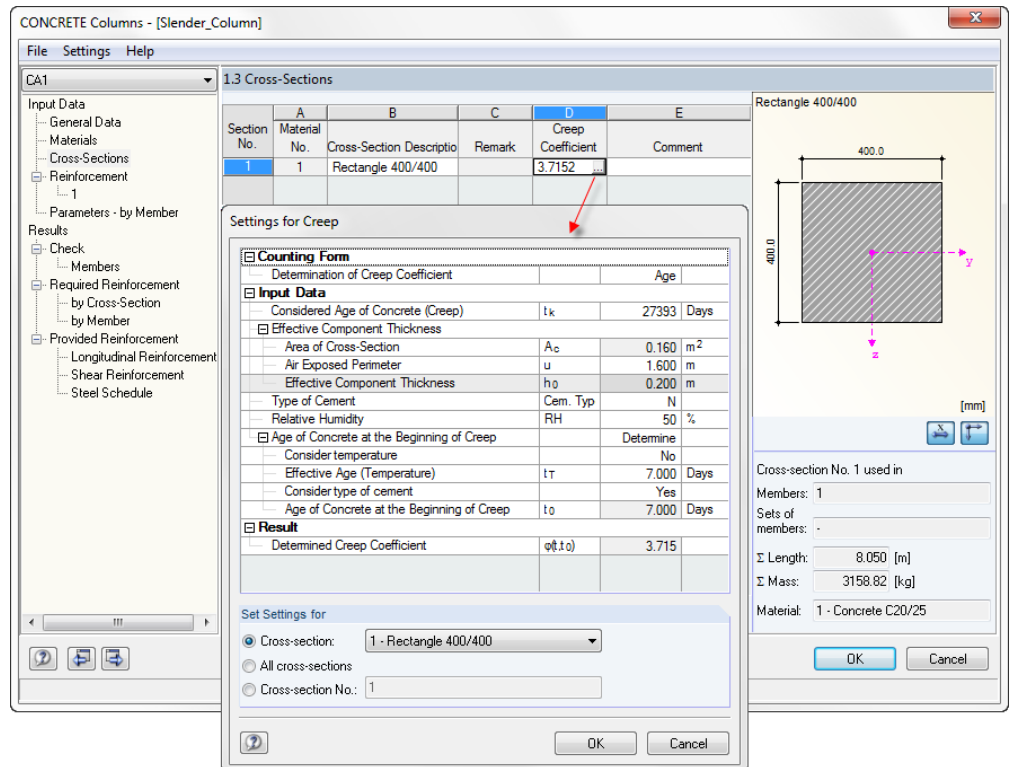 CONCRETE Columns - [Slender_Column]
File Settings Help
CA1
Input Data
General Data
Materials
Cross-Sections
Reinforcement
1
Parameters - by Member
Results
Check
Members
Required Reinforcement
by Cross-Section
by Member
Provided Reinforcement
Longitudinal Reinforcement
Shear Reinforcement
Steel Schedule
1.3 Cross-Sections
A B C D E
Section No. Material No. Cross-Section Descriptio Remark Creep Coefficient Comment
1 1 Rectangle 400/400 3.7152 ...
Settings for Creep
Counting Form
Determination of Creep Coefficient Age
Input Data
Considered Age of Concrete (Creep) tk 27393 Days
Effective Component Thickness
Area of Cross-Section Ac 0.160 m2
Air Exposed Perimeter u 1.600 m
Effective Component Thickness h0 0.200 m
Type of Cement Cem. Typ N
Relative Humidity RH 50 %
Age of Concrete at the Beginning of Creep Determine
Consider temperature No
Effective Age (Temperature) tT 7.000 Days
Consider type of cement Yes
Age of Concrete at the Beginning of Creep t0 7.000 Days
Result
Determined Creep Coefficient φ(t,t0) 3.715
Set Settings for
Cross-section: 1 - Rectangle 400/400
All cross-sections
Cross-section No.: 1
OK Cancel
Rectangle 400/400
400.0
400.0
y
z
[mm]
X
Cross-section No. 1 used in
Members: 1
Sets of
members: -
Σ Length: 8.050 [m]
Σ Mass: 3158.82 [kg]
Material: 1 - Concrete C20/25
OK Cancel